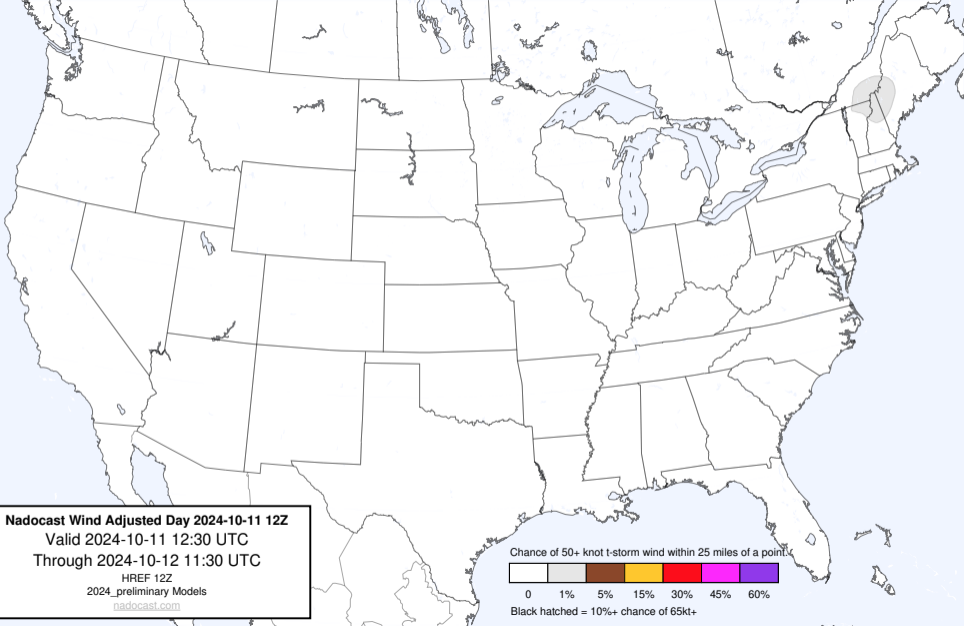 Nadocast Wind Adjusted Day 2024-10-11 12Z
Valid 2024-10-11 12:30 UTC
Through 2024-10-12 11:30 UTC
HREF 12Z
2024_preliminary Models
nadocast.com
Chance of 50+ knot t-storm wind within 25 miles of a point.
0 1% 5% 15% 30% 45% 60%
Black hatched = 10%+ chance of 65kt+